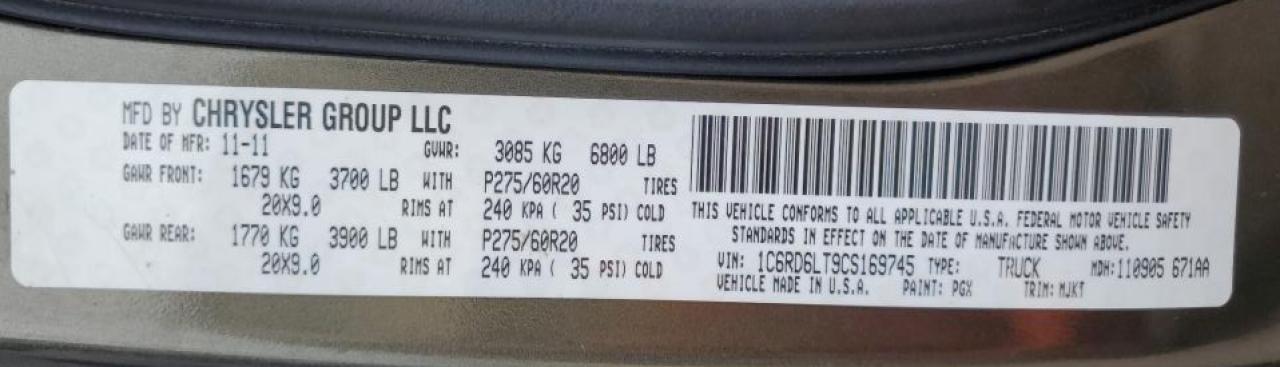 MFD BY CHRYSLER GROUP LLC
DATE OF MFR: 11-11 GVWR: 3085 KG 6800 LB
GAWR FRONT: 1679 KG 3700 LB WITH P275/60R20 TIRES
20X9.0 RIMS AT 240 KPA ( 35 PSI) COLD
GAWR REAR: 1770 KG 3900 LB WITH P275/60R20 TIRES
20X9.0 RIMS AT 240 KPA ( 35 PSI) COLD
THIS VEHICLE CONFORMS TO ALL APPLICABLE U.S.A. FEDERAL MOTOR VEHICLE SAFETY
STANDARDS IN EFFECT ON THE DATE OF MANUFACTURE SHOWN ABOVE.
VIN: 1C6RD6LT9CS169745 TYPE: TRUCK MDH:110905 671AA
VEHICLE MADE IN U.S.A. PAINT: PGX TRIM: MJKT